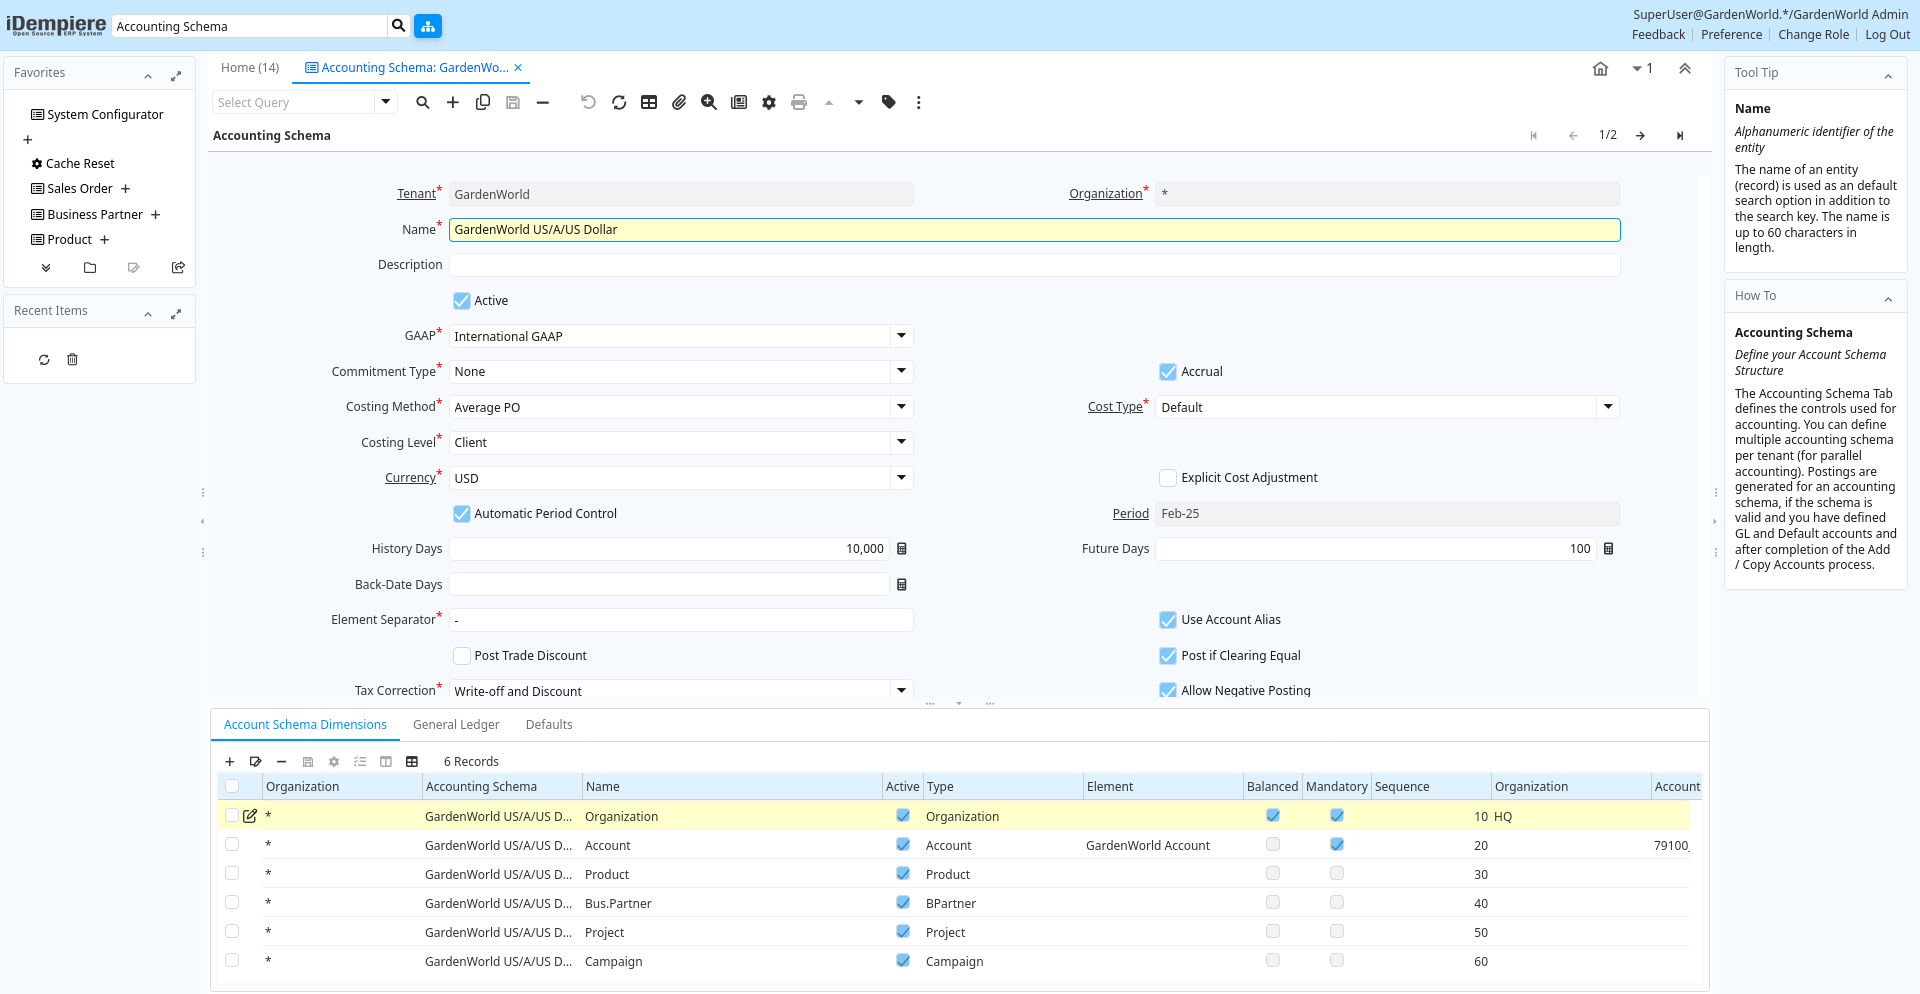 iDempiere
Open Source ERP System
Accounting Schema
SuperUser@GardenWorld.*/GardenWorld Admin
Feedback Preference Change Role Log Out
Favorites
System Configurator
Cache Reset
Sales Order
Business Partner
Product
Recent Items
Home (14)
Accounting Schema: GardenWo...
1
Select Query
Accounting Schema
1/2
Tenant* GardenWorld
Organization* *
Name* GardenWorld US/A/US Dollar
Description
Active
GAAP* International GAAP
Commitment Type* None
Accrual
Costing Method* Average PO
Cost Type* Default
Costing Level* Client
Currency* USD
Explicit Cost Adjustment
Automatic Period Control
Period Feb-25
History Days 10,000
Future Days 100
Back-Date Days
Element Separator* -
Use Account Alias
Post Trade Discount
Post if Clearing Equal
Tax Correction* Write-off and Discount
Allow Negative Posting
Account Schema Dimensions General Ledger Defaults
6 Records
Organization Accounting Schema Name Active Type Element Balanced Mandatory Sequence Organization Account
* GardenWorld US/A/US D... Organization Organization 10 HQ
* GardenWorld US/A/US D... Account Account GardenWorld Account 20 79100_
* GardenWorld US/A/US D... Product Product 30
* GardenWorld US/A/US D... Bus.Partner BPartner 40
* GardenWorld US/A/US D... Project Project 50
* GardenWorld US/A/US D... Campaign Campaign 60
Tool Tip
Name
Alphanumeric identifier of the
entity
The name of an entity
(record) is used as an default
search option in addition to
the search key. The name is
up to 60 characters in
length.
How To
Accounting Schema
Define your Account Schema
Structure
The Accounting Schema Tab
defines the controls used for
accounting. You can define
multiple accounting schema
per tenant (for parallel
accounting). Postings are
generated for an accounting
schema, if the schema is
valid and you have defined
GL and Default accounts and
after completion of the Add
/ Copy Accounts process.